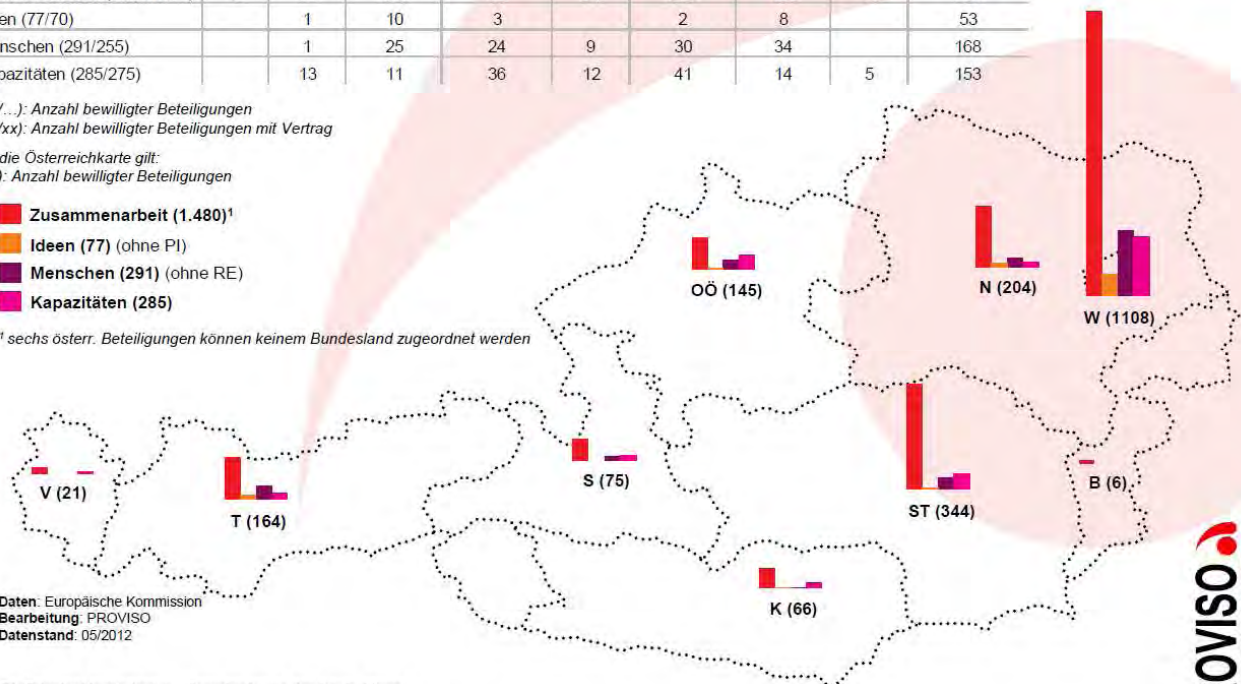 en (77/70) 1 10 3 2 8 53
nschen (291/255) 1 25 24 9 30 34 168
pazitäten (285/275) 13 11 36 12 41 14 5 153
/…): Anzahl bewilligter Beteiligungen
/xx): Anzahl bewilligter Beteiligungen mit Vertrag
die Österreichkarte gilt:
): Anzahl bewilligter Beteiligungen
Zusammenarbeit (1.480)¹
Ideen (77) (ohne PI)
Menschen (291) (ohne RE)
Kapazitäten (285)
¹ sechs österr. Beteiligungen können keinem Bundesland zugeordnet werden
OÖ (145)
N (204)
W (1108)
V (21)
T (164)
S (75)
ST (344)
B (6)
K (66)
Daten: Europäische Kommission
Bearbeitung: PROVISO
Datenstand: 05/2012
OVISO